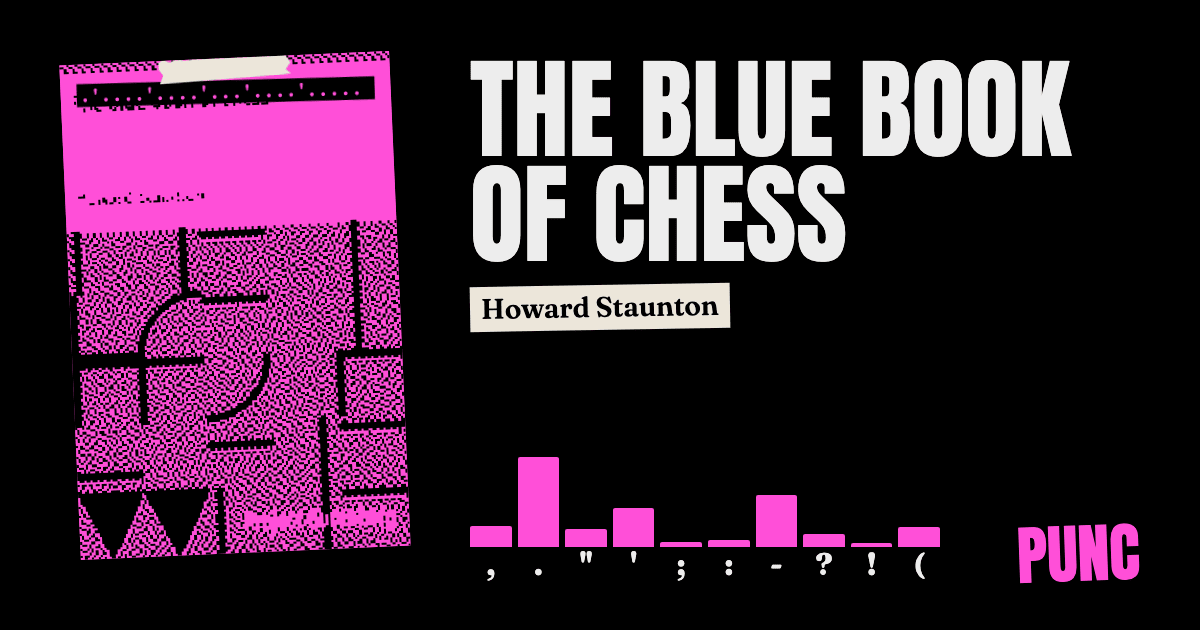 THE BLUE BOOK
OF CHESS
Howard Staunton
, . " ' ; : - ? ! (
PUNC